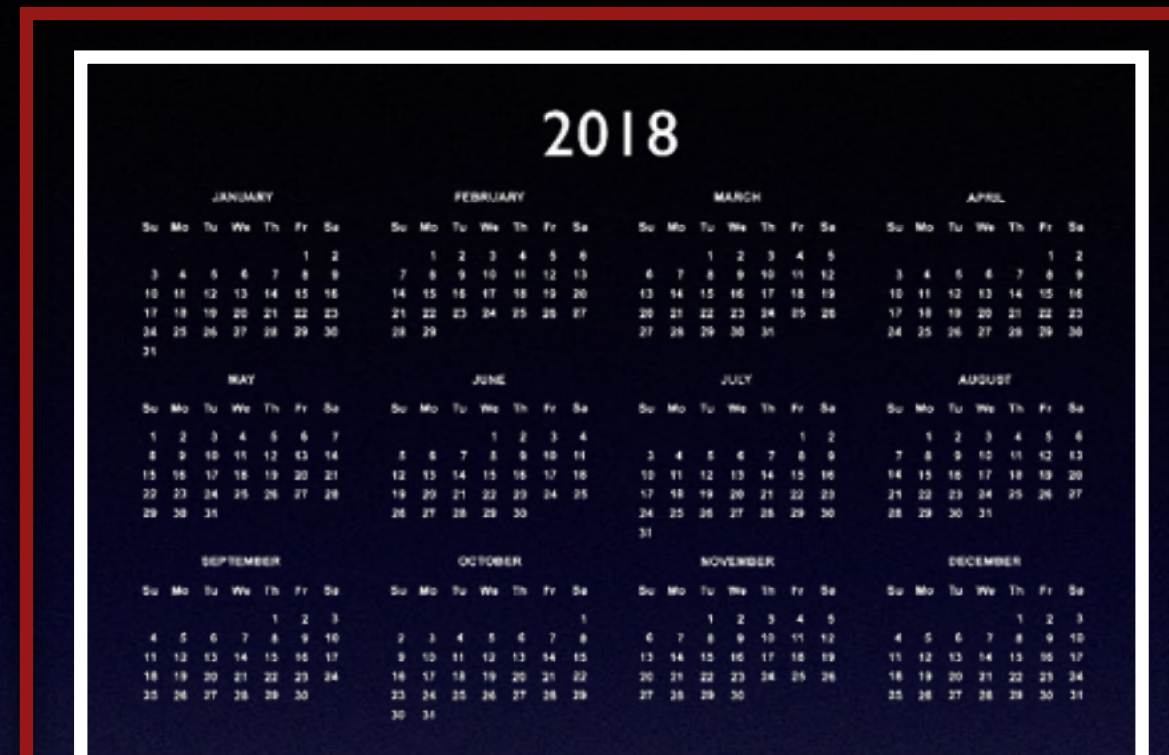 2018
JANUARY FEBRUARY MARCH APRIL
Su Mo Tu We Th Fr Sa Su Mo Tu We Th Fr Sa Su Mo Tu We Th Fr Sa Su Mo Tu We Th Fr Sa
1 2 1 2 3 4 5 6 1 2 3 4 5 1 2
3 4 5 6 7 8 9 7 8 9 10 11 12 13 6 7 8 9 10 11 12 3 4 5 6 7 8 9
10 11 12 13 14 15 16 14 15 16 17 18 19 20 13 14 15 16 17 18 19 10 11 12 13 14 15 16
17 18 19 20 21 22 23 21 22 23 24 25 26 27 20 21 22 23 24 25 26 17 18 19 20 21 22 23
24 25 26 27 28 29 30 28 29 27 28 29 30 31 24 25 26 27 28 29 30
31
MAY JUNE JULY AUGUST
Su Mo Tu We Th Fr Sa Su Mo Tu We Th Fr Sa Su Mo Tu We Th Fr Sa Su Mo Tu We Th Fr Sa
1 2 3 4 5 6 7 1 2 3 4 1 2 1 2 3 4 5 6
8 9 10 11 12 13 14 5 6 7 8 9 10 11 3 4 5 6 7 8 9 7 8 9 10 11 12 13
15 16 17 18 19 20 21 12 13 14 15 16 17 18 10 11 12 13 14 15 16 14 15 16 17 18 19 20
22 23 24 25 26 27 28 19 20 21 22 23 24 25 17 18 19 20 21 22 23 21 22 23 24 25 26 27
29 30 31 26 27 28 29 30 24 25 26 27 28 29 30 28 29 30 31
31
SEPTEMBER OCTOBER NOVEMBER DECEMBER
Su Mo Tu We Th Fr Sa Su Mo Tu We Th Fr Sa Su Mo Tu We Th Fr Sa Su Mo Tu We Th Fr Sa
1 2 3 1 1 2 3 4 5 1 2 3
4 5 6 7 8 9 10 2 3 4 5 6 7 8 6 7 8 9 10 11 12 4 5 6 7 8 9 10
11 12 13 14 15 16 17 9 10 11 12 13 14 15 13 14 15 16 17 18 19 11 12 13 14 15 16 17
18 19 20 21 22 23 24 16 17 18 19 20 21 22 20 21 22 23 24 25 26 18 19 20 21 22 23 24
25 26 27 28 29 30 23 24 25 26 27 28 29 27 28 29 30 25 26 27 28 29 30 31
30 31